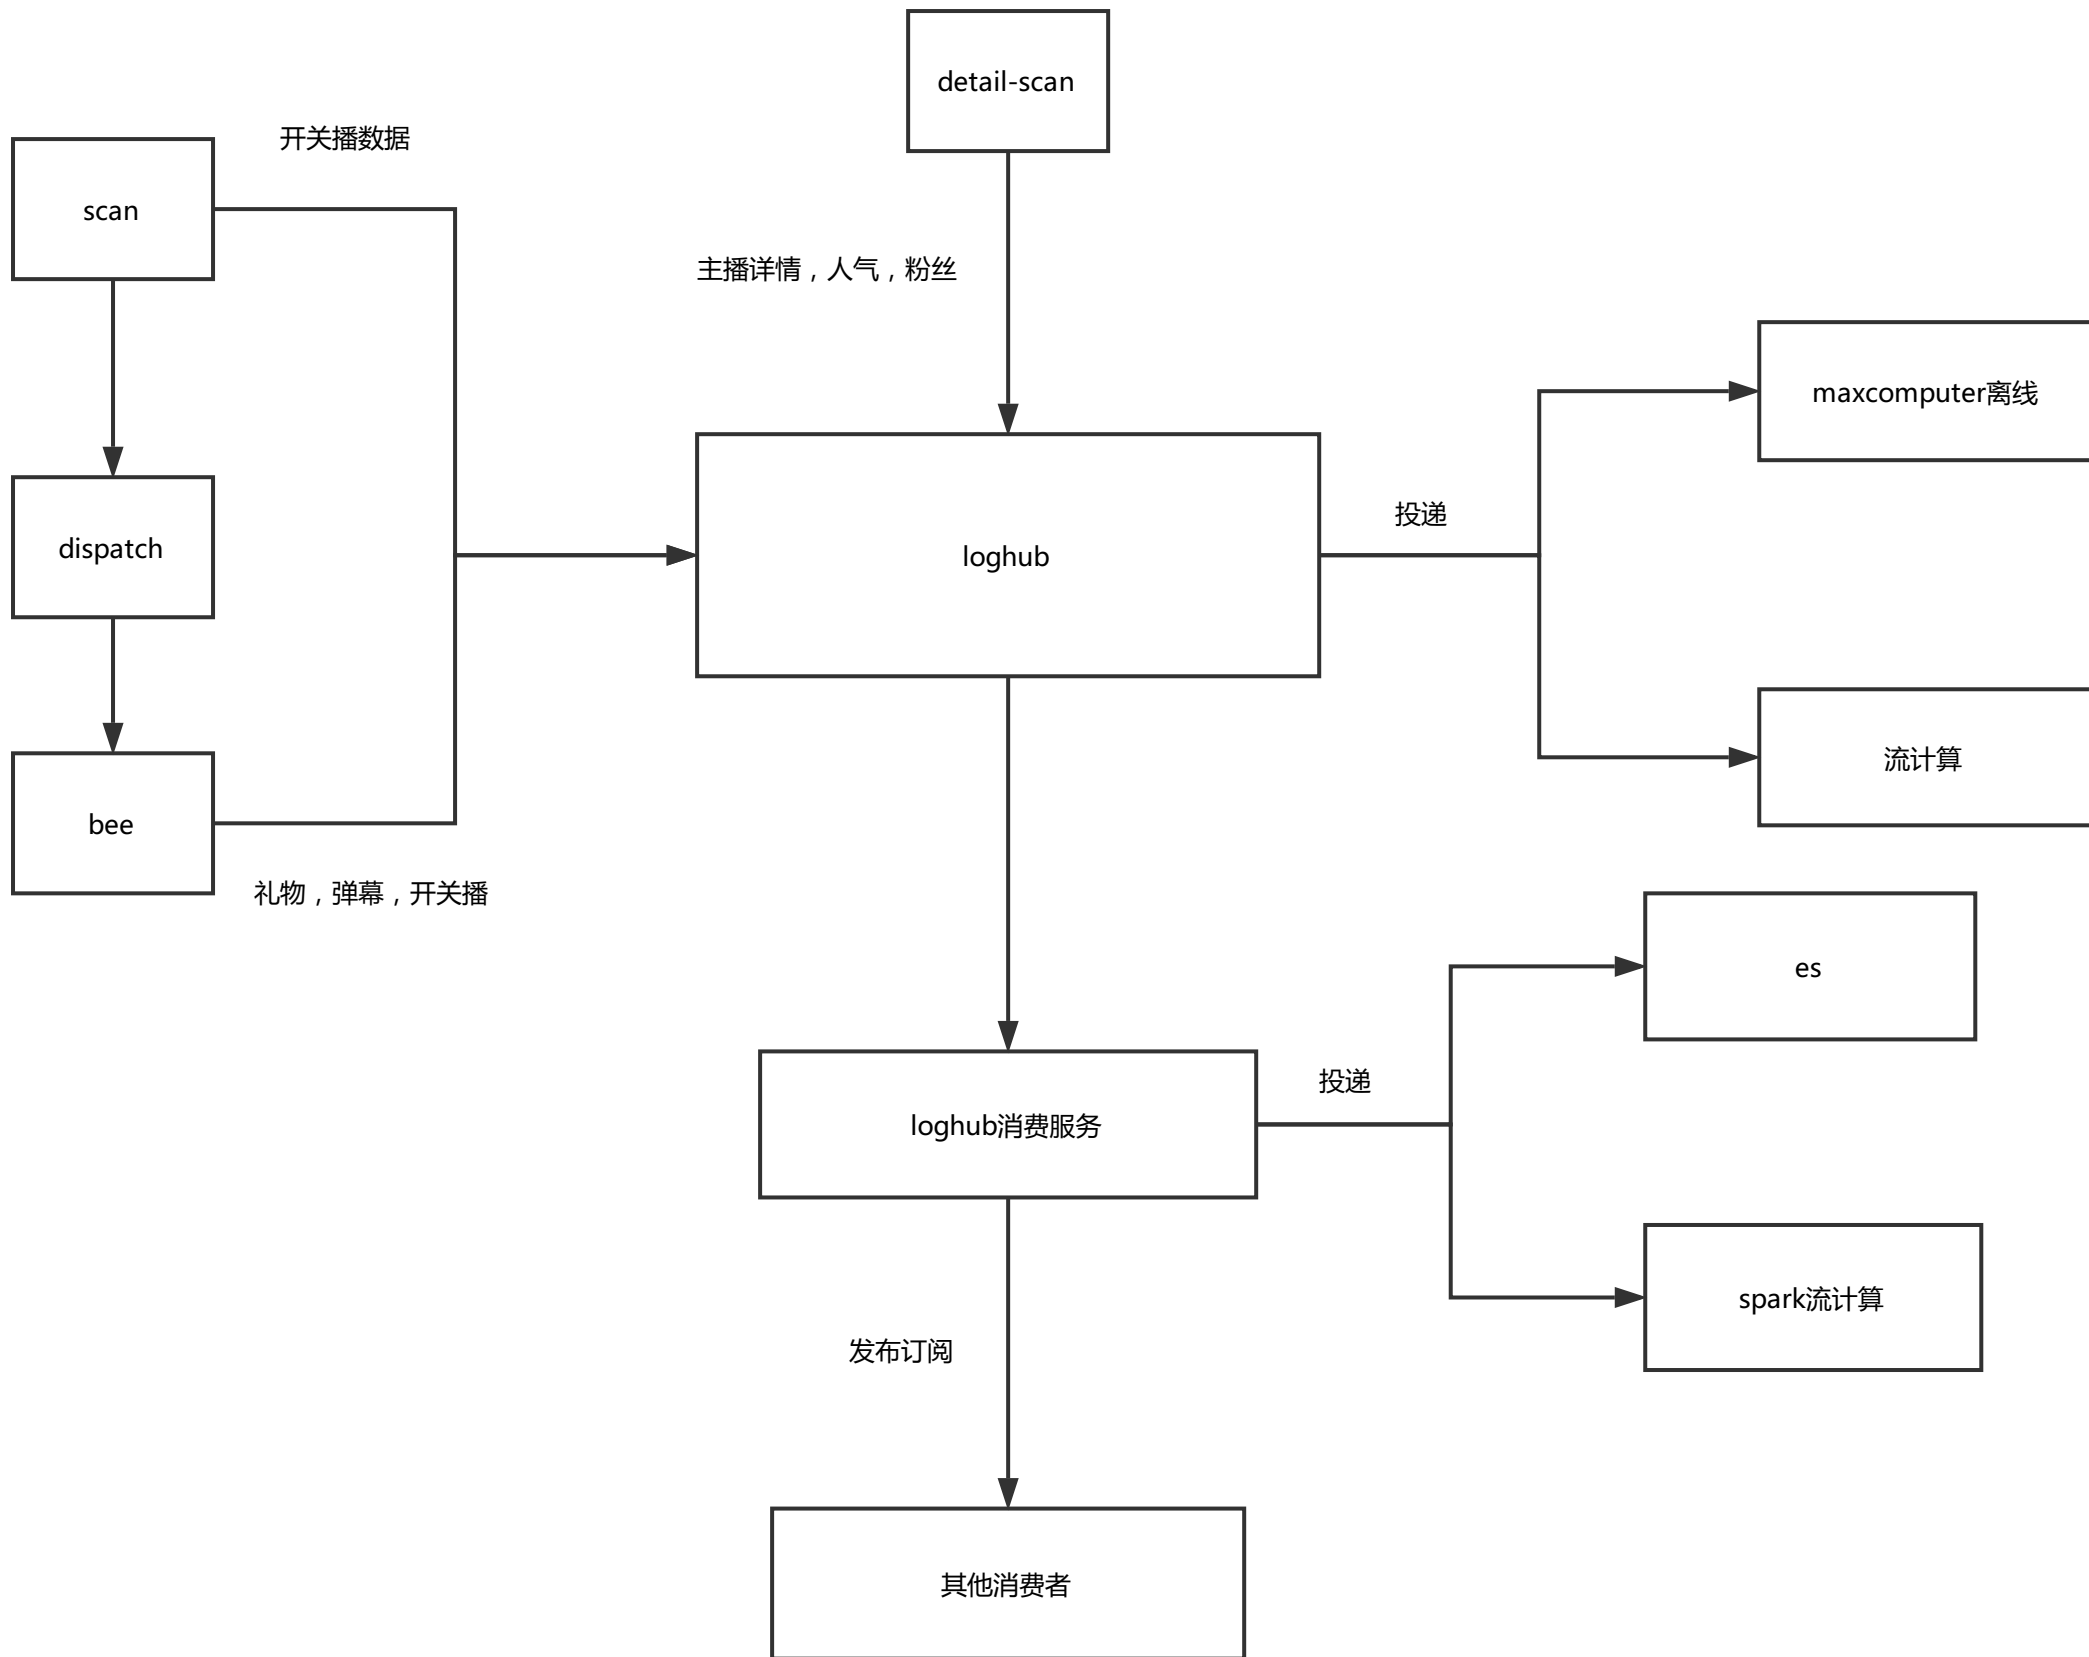 detail-scan
开关播数据
scan
主播详情，人气，粉丝
maxcomputer离线
投递
dispatch
loghub
流计算
bee
礼物，弹幕，开关播
es
投递
loghub消费服务
spark流计算
发布订阅
其他消费者